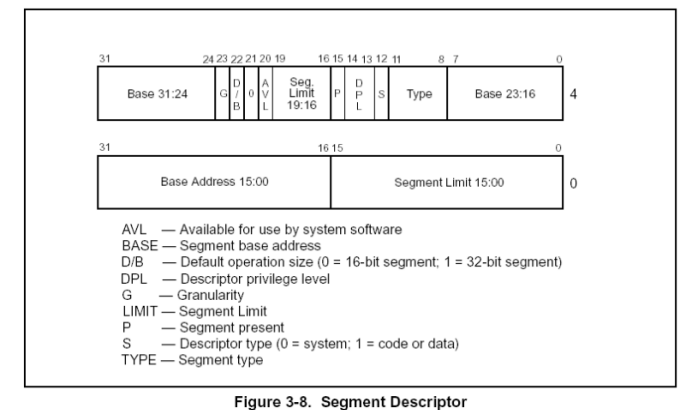 31 24 23 22 21 20 19 16 15 14 13 12 11 8 7 0
Base 31:24 G D/B 0 AVL Seg. Limit 19:16 P DPL S Type Base 23:16 4
31 16 15 0
Base Address 15:00 Segment Limit 15:00 0
AVL — Available for use by system software
BASE — Segment base address
D/B — Default operation size (0 = 16-bit segment; 1 = 32-bit segment)
DPL — Descriptor privilege level
G — Granularity
LIMIT — Segment Limit
P — Segment present
S — Descriptor type (0 = system; 1 = code or data)
TYPE — Segment type
Figure 3-8. Segment Descriptor